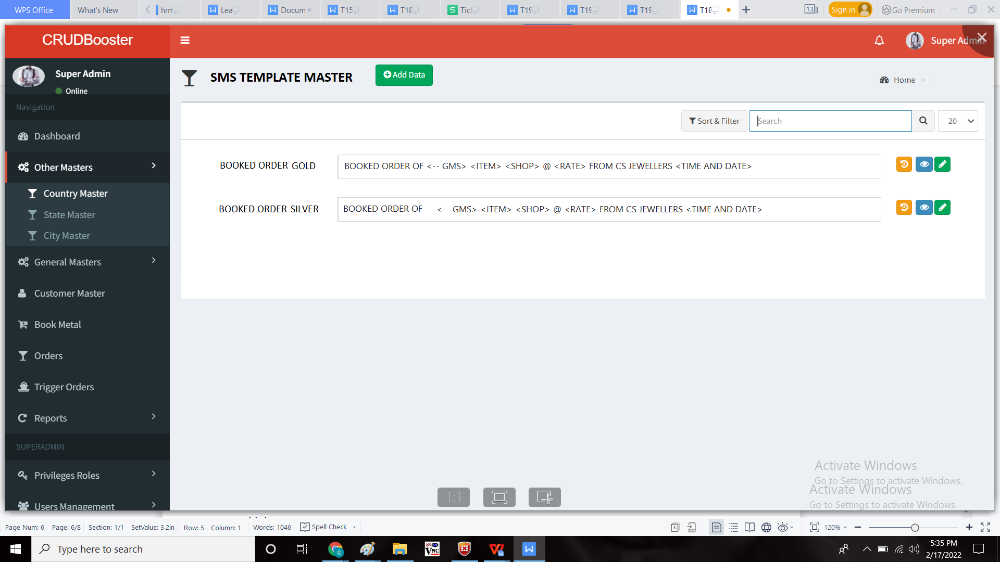 WPS Office What's New hrn Lea Docum T15 T18 Tick T19 T19 T19 T18 13 Sign in Go Premium
CRUDBooster
Super Admin
Super Admin
Online
SMS TEMPLATE MASTER
Add Data
Home >
Navigation
Sort & Filter
Search
20
Dashboard
Other Masters
BOOKED ORDER GOLD
BOOKED ORDER OF <-- GMS> <ITEM> <SHOP> @ <RATE> FROM CS JEWELLERS <TIME AND DATE>
Country Master
State Master
BOOKED ORDER SILVER
BOOKED ORDER OF <-- GMS> <ITEM> <SHOP> @ <RATE> FROM CS JEWELLERS <TIME AND DATE>
City Master
General Masters
Customer Master
Book Metal
Orders
Trigger Orders
Reports
SUPERADMIN
Privileges Roles
Users Management
1:1
Activate Windows
Go to Settings to activate Windows.
Activate Windows
Go to Settings to activate Windows.
Page Num: 6 Page: 6/8 Section: 1/1 SetValue: 3.2in Row: 5 Column: 1 Words: 1046 Spell Check 120%
Type here to search
5:35 PM
2/17/2022